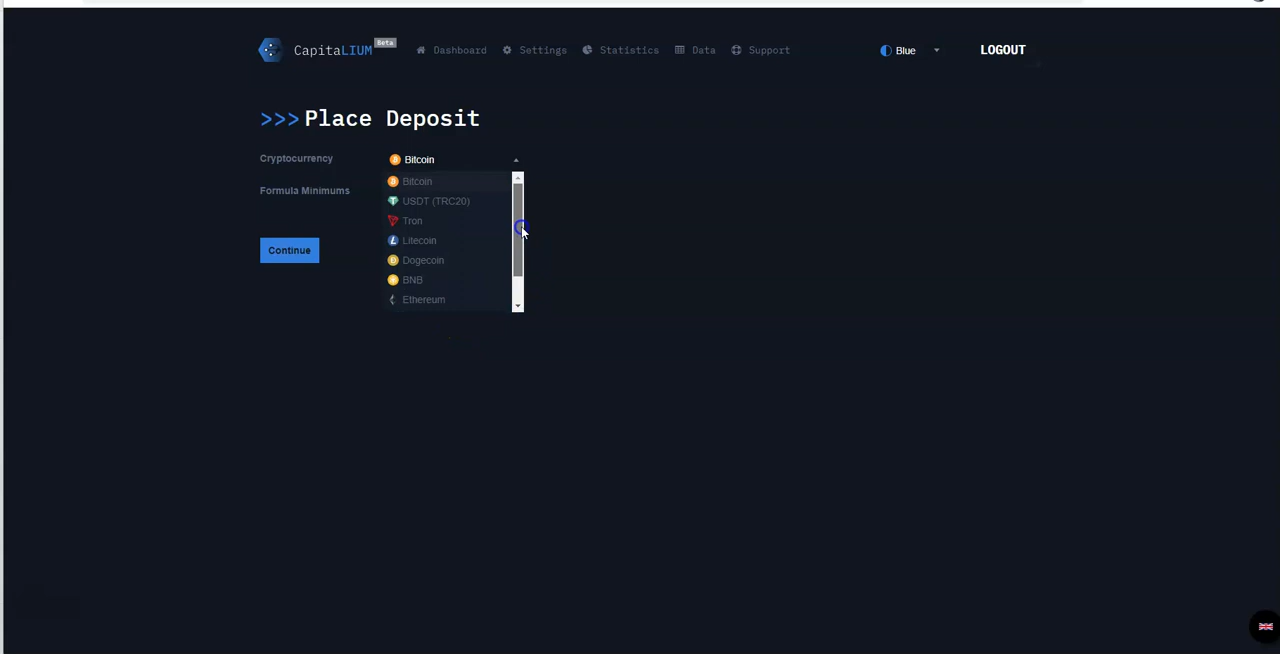 CapitaLIUM Beta Dashboard Settings Statistics Data Support Blue LOGOUT
>>> Place Deposit
Cryptocurrency Bitcoin
Formula Minimums
Continue
Bitcoin
USDT (TRC20)
Tron
Litecoin
Dogecoin
BNB
Ethereum